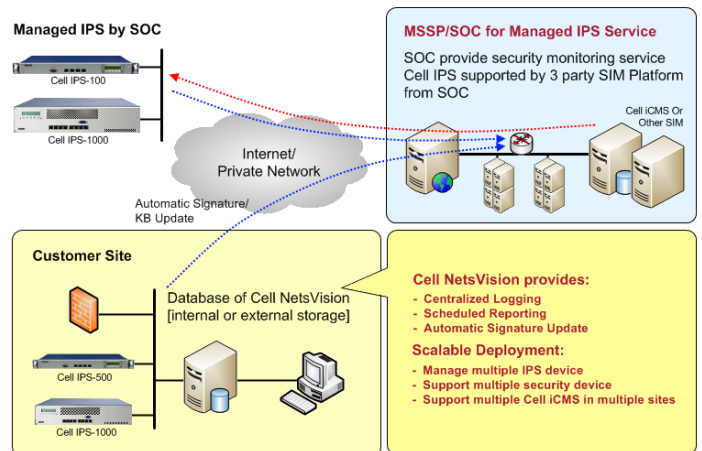 Managed IPS by SOC
Cell IPS-100
Cell IPS-1000
MSSP/SOC for Managed IPS Service
SOC provide security monitoring service
Cell IPS supported by 3 party SIM Platform
from SOC
Cell iCMS Or
Other SIM
Internet/
Private Network
Automatic Signature/
KB Update
Customer Site
Database of Cell NetsVision
[internal or external storage]
Cell IPS-500
Cell IPS-1000
Cell NetsVision provides:
- Centralized Logging
- Scheduled Reporting
- Automatic Signature Update
Scalable Deployment:
- Manage multiple IPS device
- Support multiple security device
- Support multiple Cell iCMS in multiple sites